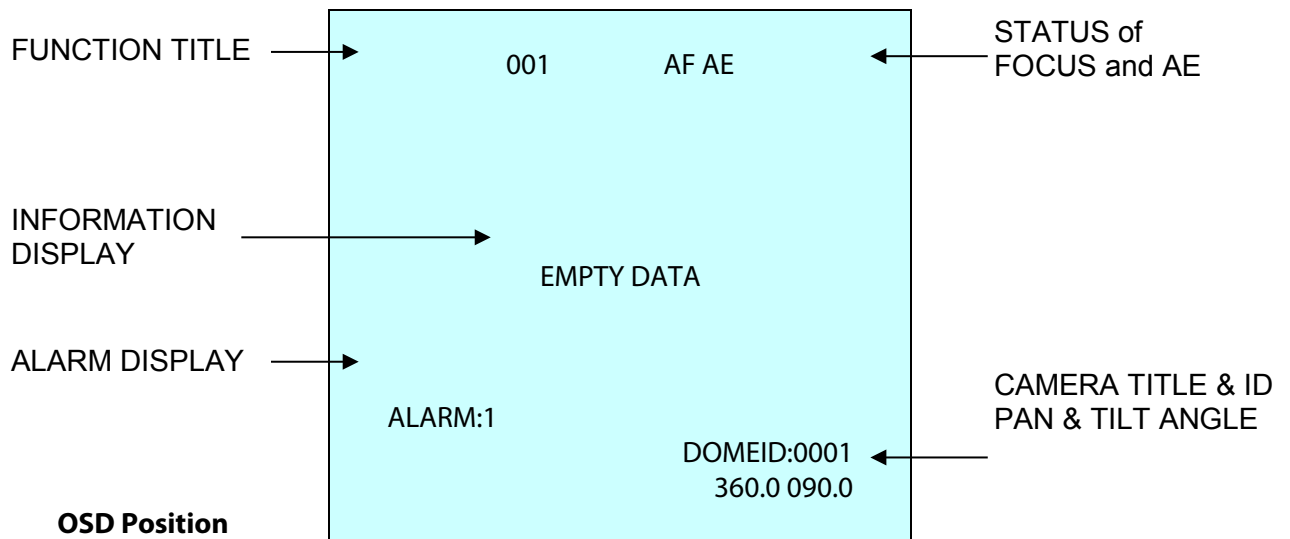 FUNCTION TITLE
001 AF AE
STATUS of
FOCUS and AE
INFORMATION
DISPLAY
EMPTY DATA
ALARM DISPLAY
ALARM:1
CAMERA TITLE & ID
PAN & TILT ANGLE
DOMEID:0001
360.0 090.0
OSD Position